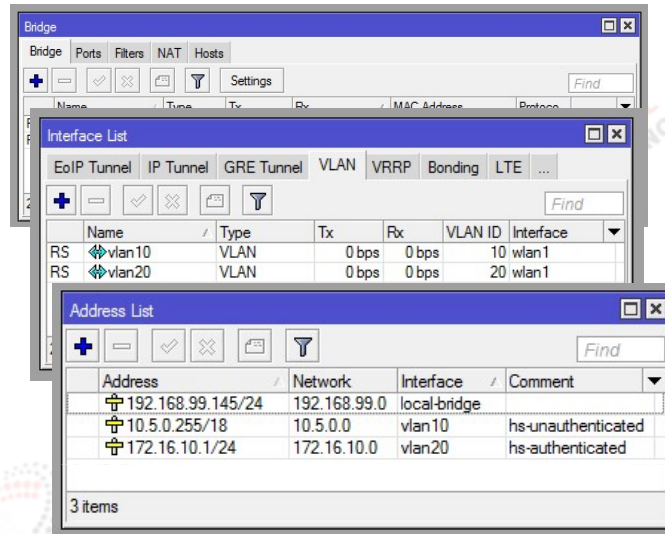 Bridge
Bridge Ports Filters NAT Hosts
Settings Find
Name Type Tx Rx MAC Address Protoco...
Interface List
EoIP Tunnel IP Tunnel GRE Tunnel VLAN VRRP Bonding LTE ...
Find
Name Type Tx Rx VLAN ID Interface
RS vlan10 VLAN 0 bps 0 bps 10 wlan1
RS vlan20 VLAN 0 bps 0 bps 20 wlan1
Address List
Find
Address Network Interface Comment
192.168.99.145/24 192.168.99.0 local-bridge
10.5.0.255/18 10.5.0.0 vlan10 hs-unauthenticated
172.16.10.1/24 172.16.10.0 vlan20 hs-authenticated
3 items